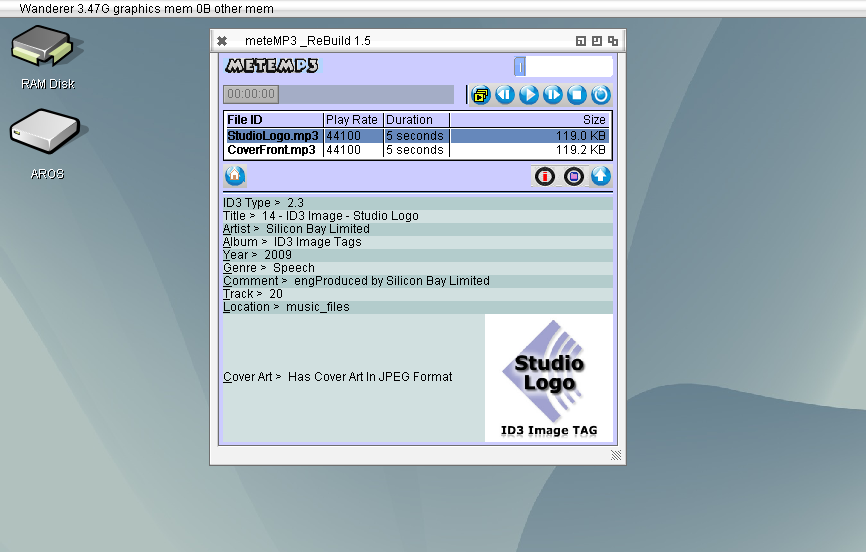 Wanderer 3.47G graphics mem 0B other mem
RAM Disk
AROS
meteMP3 _ReBuild 1.5
METEMP3
00:00:00
File ID Play Rate Duration Size
StudioLogo.mp3 44100 5 seconds 119.0 KB
CoverFront.mp3 44100 5 seconds 119.2 KB
ID3 Type > 2.3
Title > 14 - ID3 Image - Studio Logo
Artist > Silicon Bay Limited
Album > ID3 Image Tags
Year > 2009
Genre > Speech
Comment > engProduced by Silicon Bay Limited
Track > 20
Location > music_files
Cover Art > Has Cover Art In JPEG Format
Studio
Logo
ID3 Image TAG